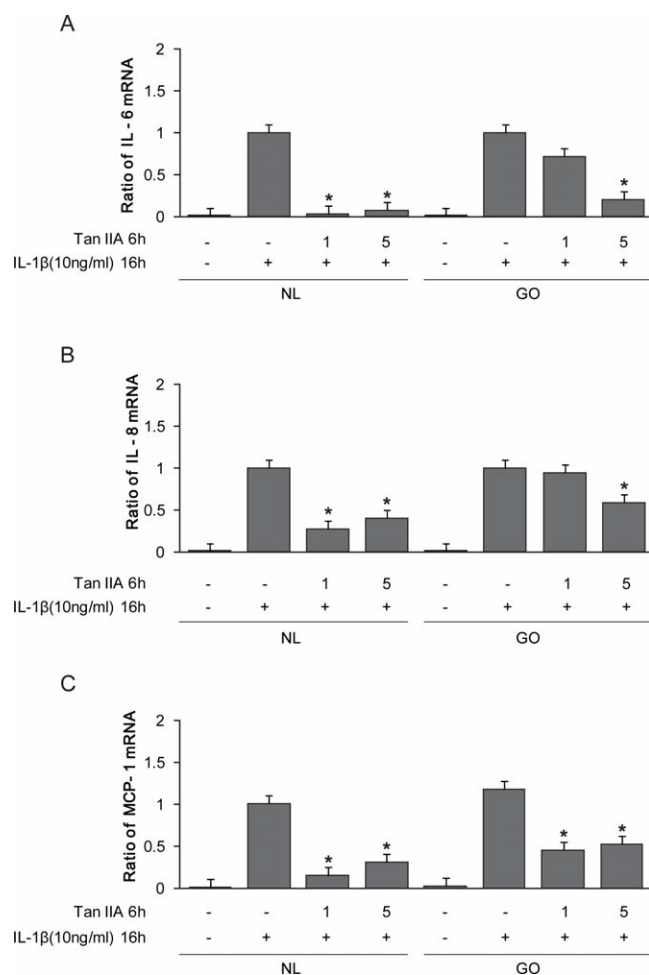 A
Ratio of IL - 6 mRNA
2
1.5
1
0.5
0
* * *
Tan IIA 6h - - 1 5 - - 1 5
IL-1β(10ng/ml) 16h - + + + - + + +
NL GO
B
Ratio of IL - 8 mRNA
2
1.5
1
0.5
0
* * *
Tan IIA 6h - - 1 5 - - 1 5
IL-1β(10ng/ml) 16h - + + + - + + +
NL GO
C
Ratio of MCP- 1 mRNA
2
1.5
1
0.5
0
* * * *
Tan IIA 6h - - 1 5 - - 1 5
IL-1β(10ng/ml) 16h - + + + - + + +
NL GO